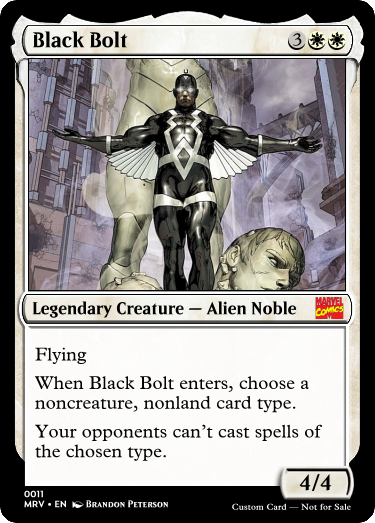 Black Bolt 3
Legendary Creature — Alien Noble
MARVEL
COMICS
Flying
When Black Bolt enters, choose a
noncreature, nonland card type.
Your opponents can't cast spells of
the chosen type.
4/4
0011
MRV • EN Brandon Peterson
Custom Card — Not for Sale